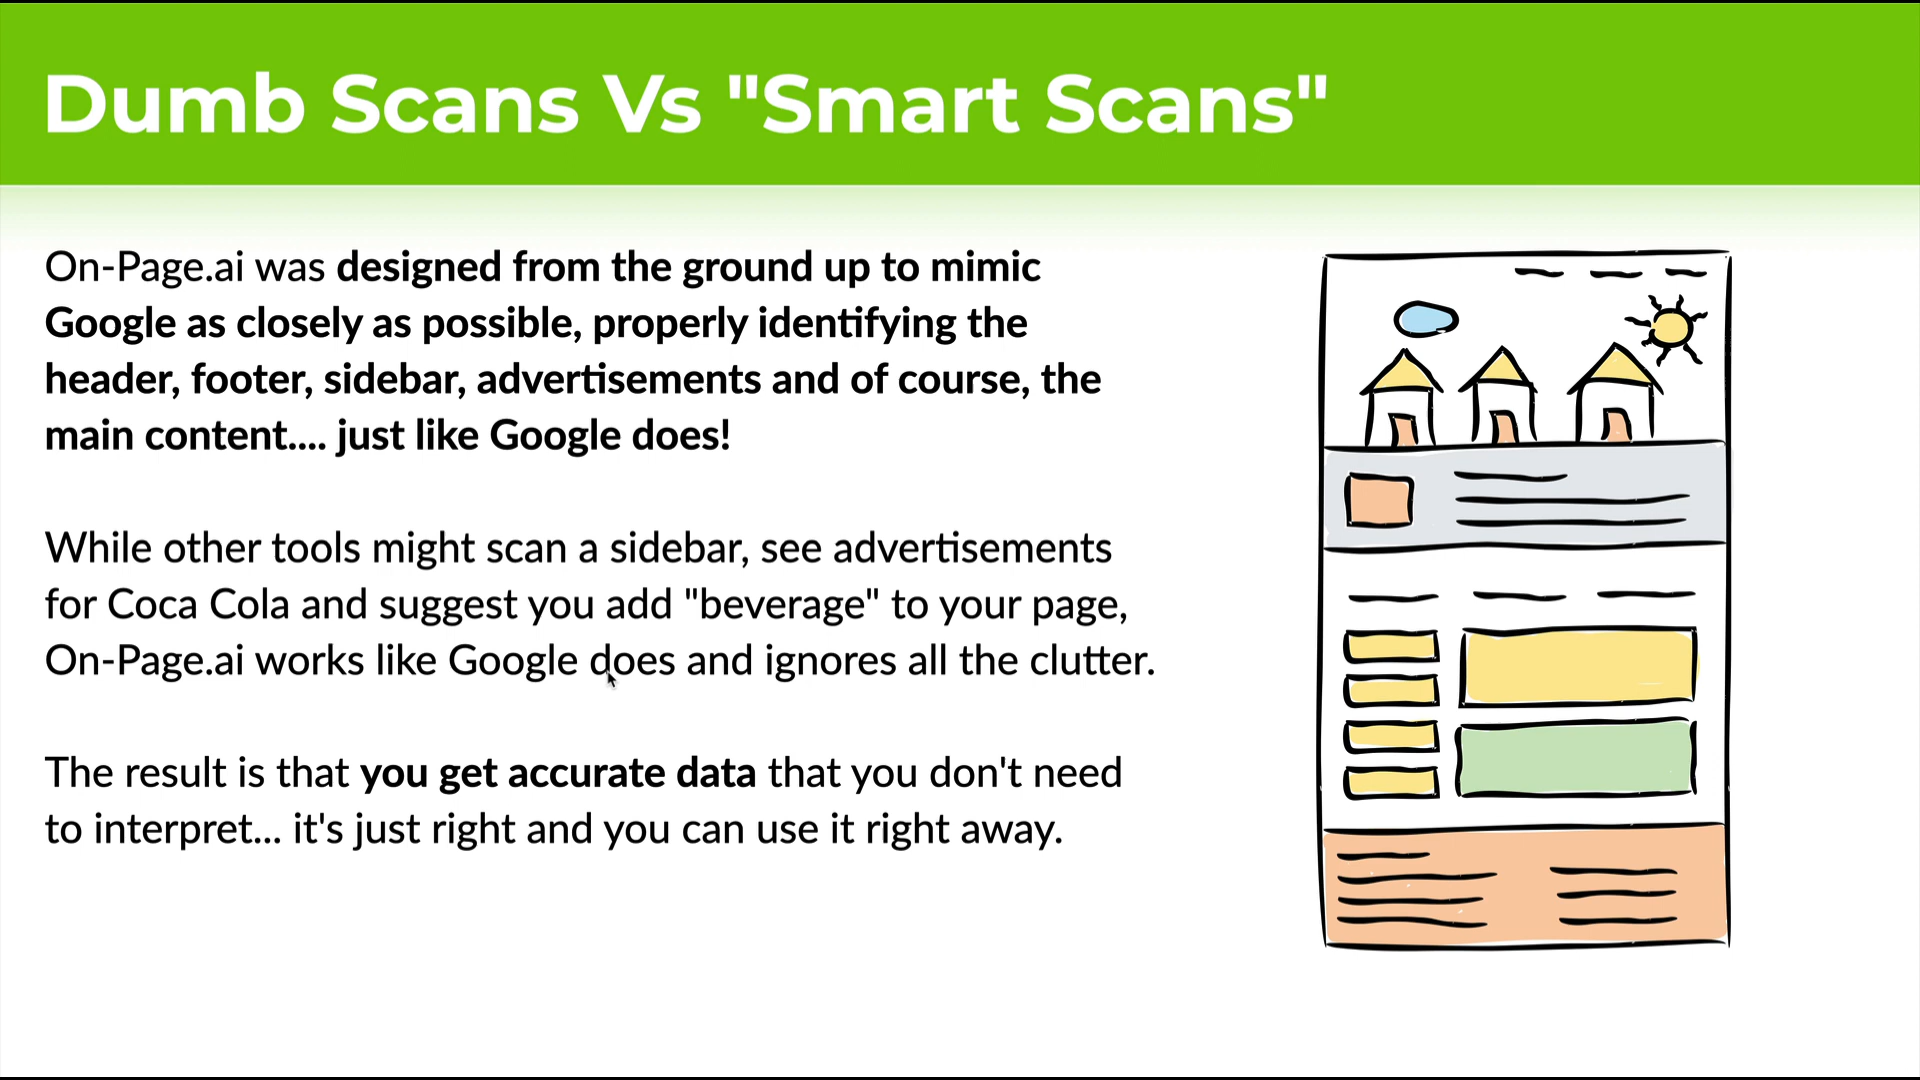 Dumb Scans Vs "Smart Scans"
On-Page.ai was designed from the ground up to mimic
Google as closely as possible, properly identifying the
header, footer, sidebar, advertisements and of course, the
main content.... just like Google does!
While other tools might scan a sidebar, see advertisements
for Coca Cola and suggest you add "beverage" to your page,
On-Page.ai works like Google does and ignores all the clutter.
The result is that you get accurate data that you don't need
to interpret... it's just right and you can use it right away.